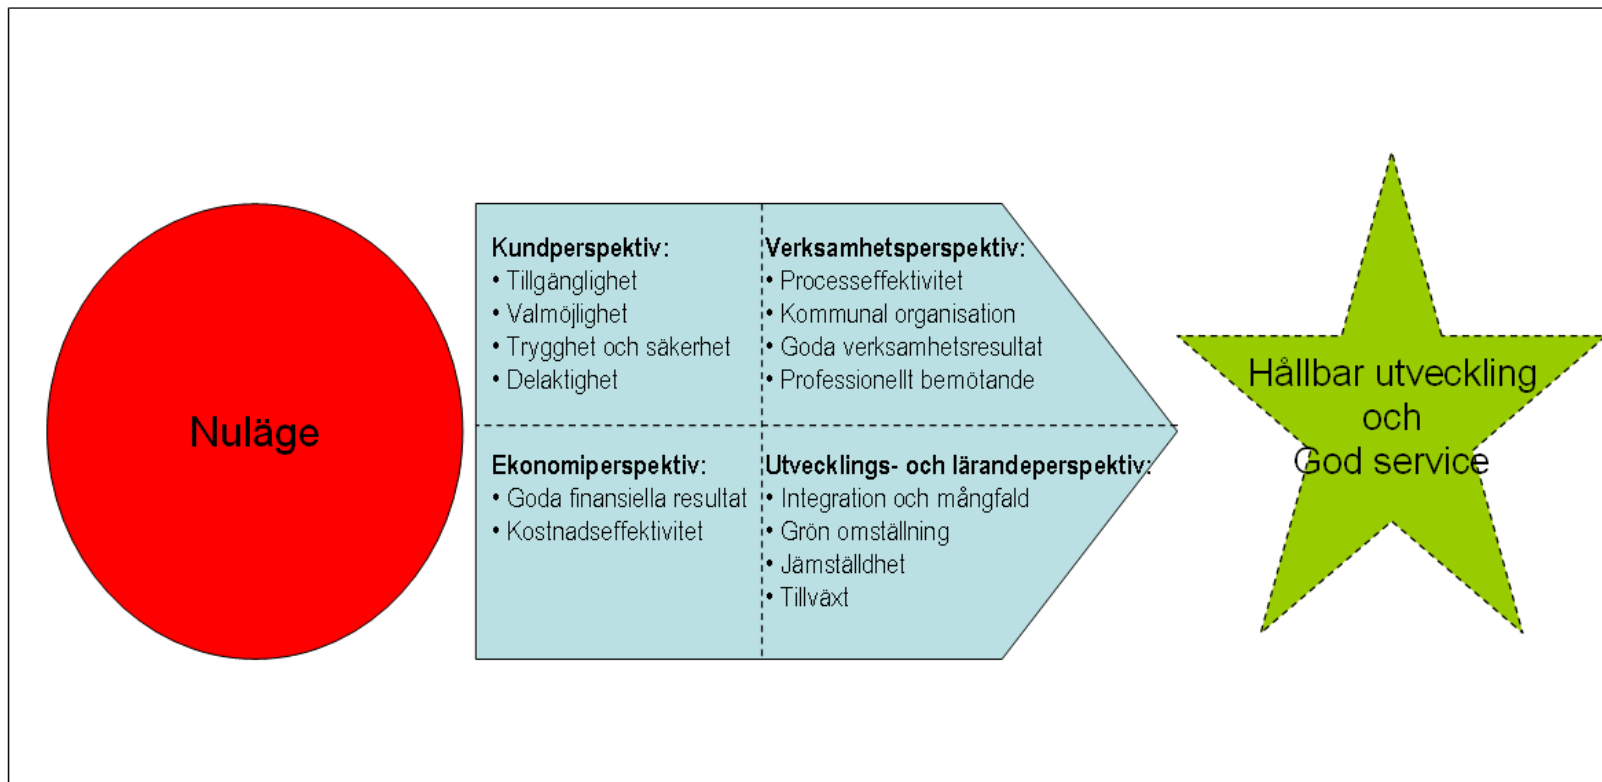 Nuläge
Kundperspektiv:
• Tillgänglighet
• Valmöjlighet
• Trygghet och säkerhet
• Delaktighet
Verksamhetsperspektiv:
• Processeffektivitet
• Kommunal organisation
• Goda verksamhetsresultat
• Professionellt bemötande
Ekonomiperspektiv:
• Goda finansiella resultat
• Kostnadseffektivitet
Utvecklings- och lärandeperspektiv:
• Integration och mångfald
• Grön omställning
• Jämställdhet
• Tillväxt
Hållbar utveckling
och
God service